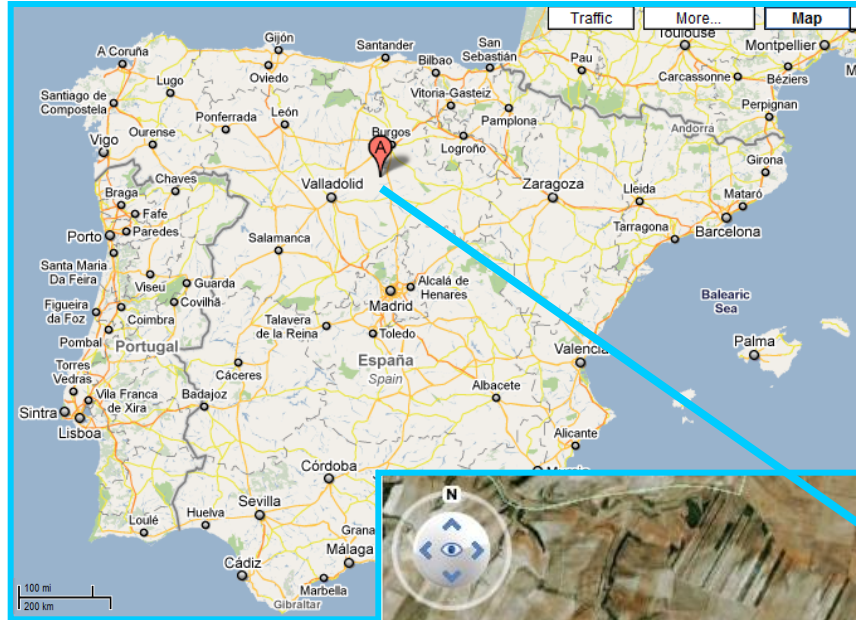 Traffic
More...
Map
Gijón
A Coruña
Santander
San
Sebastián
Toulouse
Montpellier
Oviedo
Bilbao
Pau
Béziers
M
Lugo
Vitoria-Gasteiz
Carcassonne
Santiago de
Compostela
Ponferrada
León
Pamplona
Perpignan
Vigo
Ourense
Burgos
Logroño
Andorra
A
Girona
Chaves
Valladolid
Zaragoza
Lleida
Mataró
Braga
Fafe
Barcelona
Porto
Paredes
Salamanca
Tarragona
Santa Maria
Da Feira
Viseu
Guarda
Alcalá de
Henares
Madrid
Covilhã
Balearic
Sea
Figueira
da Foz
Coimbra
Talavera
de la Reina
Toledo
Pombal
Portugal
España
Spain
Valencia
Palma
Torres
Vedras
Cáceres
Albacete
Vila Franca
de Xira
Badajoz
Sintra
Lisboa
Alicante
Córdoba
N
Sevilla
Loulé
Huelva
Grana
Málaga
Cádiz
Marbella
Gibraltar
100 mi
200 km